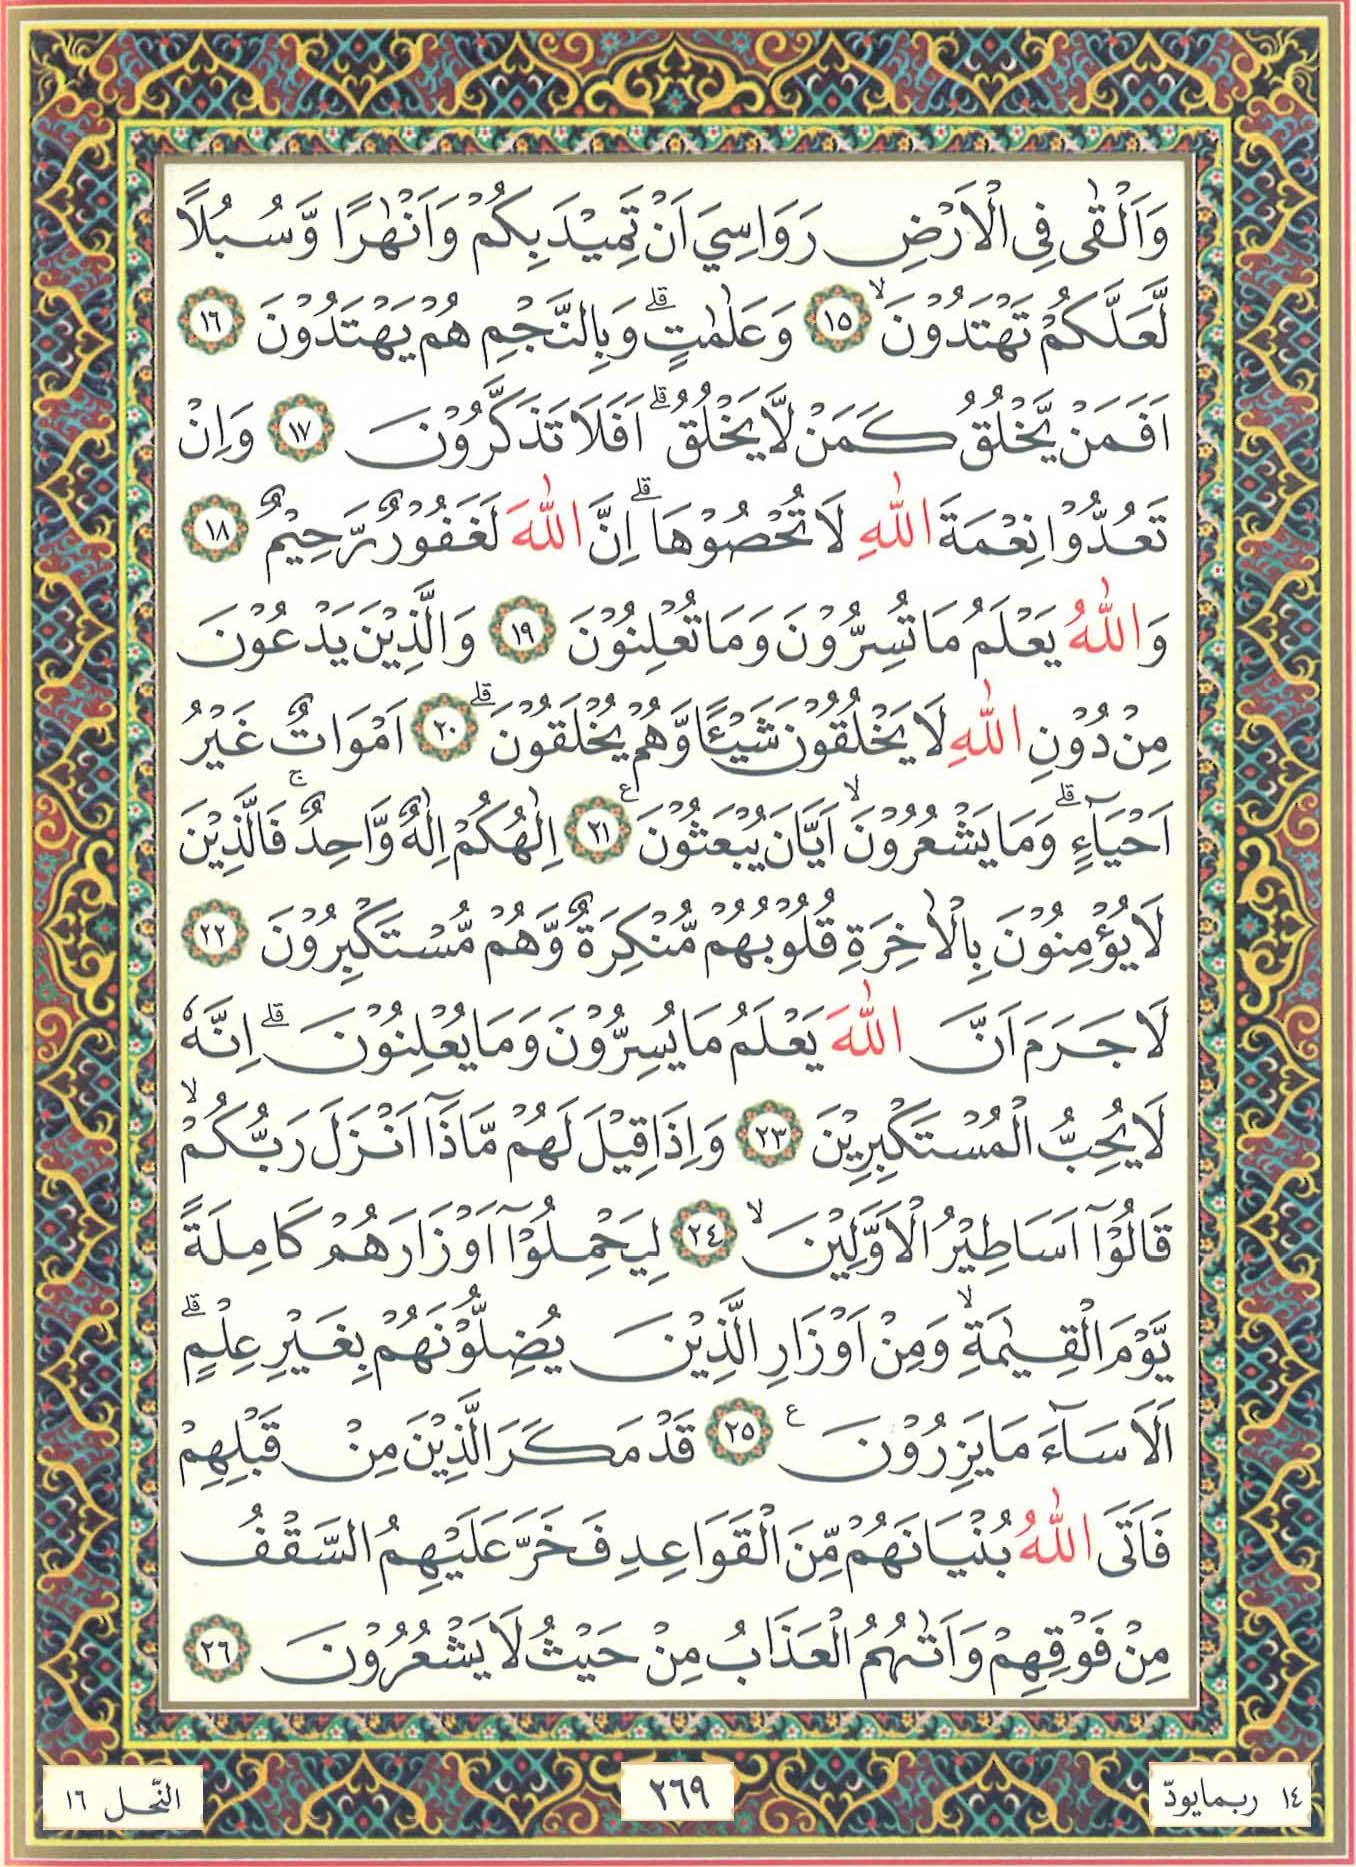 وَاَلْقٰى فِى الْاَرْضِ رَوَاسِيَ اَنْ تَمِيْدَ بِكُمْ وَاَنْهٰرًا وَّسُبُلًا
لَّعَلَّكُمْ تَهْتَدُوْنَ ۙ ١٥ وَعَلٰمٰتٍ ۗ وَبِالنَّجْمِ هُمْ يَهْتَدُوْنَ ١٦
اَفَمَنْ يَّخْلُقُ كَمَنْ لَّا يَخْلُقُ ۗ اَفَلَا تَذَكَّرُوْنَ ١٧ وَاِنْ
تَعُدُّوْا نِعْمَةَ اللّٰهِ لَا تُحْصُوْهَا ۗ اِنَّ اللّٰهَ لَغَفُوْرٌ رَّحِيْمٌ ١٨
وَاللّٰهُ يَعْلَمُ مَا تُسِرُّوْنَ وَمَا تُعْلِنُوْنَ ١٩ وَالَّذِيْنَ يَدْعُوْنَ
مِنْ دُوْنِ اللّٰهِ لَا يَخْلُقُوْنَ شَيْـًٔا وَّهُمْ يُخْلَقُوْنَ ۗ ٢٠ اَمْوَاتٌ غَيْرُ
اَحْيَآءٍ ۗ وَمَا يَشْعُرُوْنَ ۙ اَيَّانَ يُبْعَثُوْنَ ࣖ ٢١ اِلٰهُكُمْ اِلٰهٌ وَّاحِدٌ ۚ فَالَّذِيْنَ
لَا يُؤْمِنُوْنَ بِالْاٰخِرَةِ قُلُوْبُهُمْ مُّنْكِرَةٌ وَّهُمْ مُّسْتَكْبِرُوْنَ ٢٢
لَا جَرَمَ اَنَّ اللّٰهَ يَعْلَمُ مَا يُسِرُّوْنَ وَمَا يُعْلِنُوْنَ ۗ اِنَّهٗ
لَا يُحِبُّ الْمُسْتَكْبِرِيْنَ ٢٣ وَاِذَا قِيْلَ لَهُمْ مَّاذَآ اَنْزَلَ رَبُّكُمْ ۙ
قَالُوْٓا اَسَاطِيْرُ الْاَوَّلِيْنَ ۙ ٢٤ لِيَحْمِلُوْٓا اَوْزَارَهُمْ كَامِلَةً
يَّوْمَ الْقِيٰمَةِ ۙ وَمِنْ اَوْزَارِ الَّذِيْنَ يُضِلُّوْنَهُمْ بِغَيْرِ عِلْمٍ ۗ
اَلَا سَآءَ مَا يَزِرُوْنَ ࣖ ٢٥ قَدْ مَكَرَ الَّذِيْنَ مِنْ قَبْلِهِمْ
فَاَتَى اللّٰهُ بُنْيَانَهُمْ مِّنَ الْقَوَاعِدِ فَخَرَّ عَلَيْهِمُ السَّقْفُ
مِنْ فَوْقِهِمْ وَاَتٰىهُمُ الْعَذَابُ مِنْ حَيْثُ لَا يَشْعُرُوْنَ ٢٦
١٤ ربمايودّ
٢٦٩
النّحل ١٦